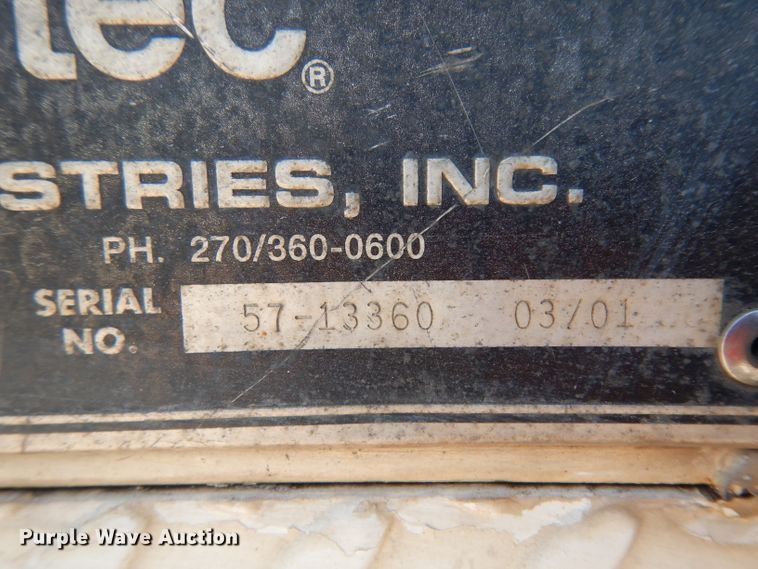 tec®
STRIES, INC.
PH. 270/360-0600
SERIAL NO. 57-13360 03/01
Purple Wave Auction